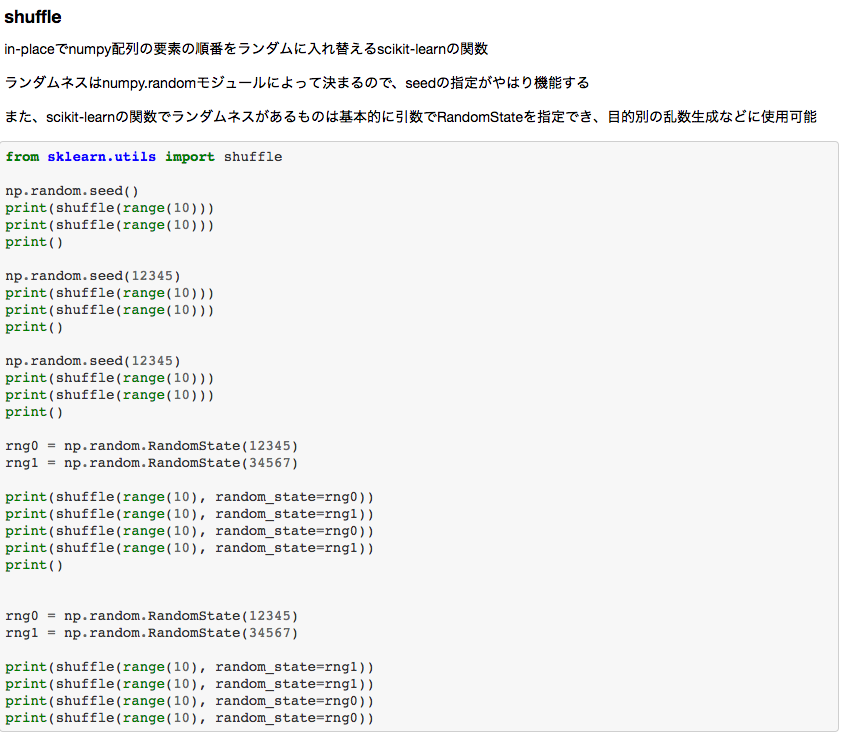 shuffle
in-placeでnumpy配列の要素の順番をランダムに入れ替えるscikit-learnの関数
ランダムネスはnumpy.randomモジュールによって決まるので、seedの指定がやはり機能する
また、scikit-learnの関数でランダムネスがあるものは基本的に引数でRandomStateを指定でき、目的別の乱数生成などに使用可能
from sklearn.utils import shuffle
np.random.seed()
print(shuffle(range(10)))
print(shuffle(range(10)))
print()
np.random.seed(12345)
print(shuffle(range(10)))
print(shuffle(range(10)))
print()
np.random.seed(12345)
print(shuffle(range(10)))
print(shuffle(range(10)))
print()
rng0 = np.random.RandomState(12345)
rng1 = np.random.RandomState(34567)
print(shuffle(range(10), random_state=rng0))
print(shuffle(range(10), random_state=rng1))
print(shuffle(range(10), random_state=rng0))
print(shuffle(range(10), random_state=rng1))
print()
rng0 = np.random.RandomState(12345)
rng1 = np.random.RandomState(34567)
print(shuffle(range(10), random_state=rng1))
print(shuffle(range(10), random_state=rng1))
print(shuffle(range(10), random_state=rng0))
print(shuffle(range(10), random_state=rng0))